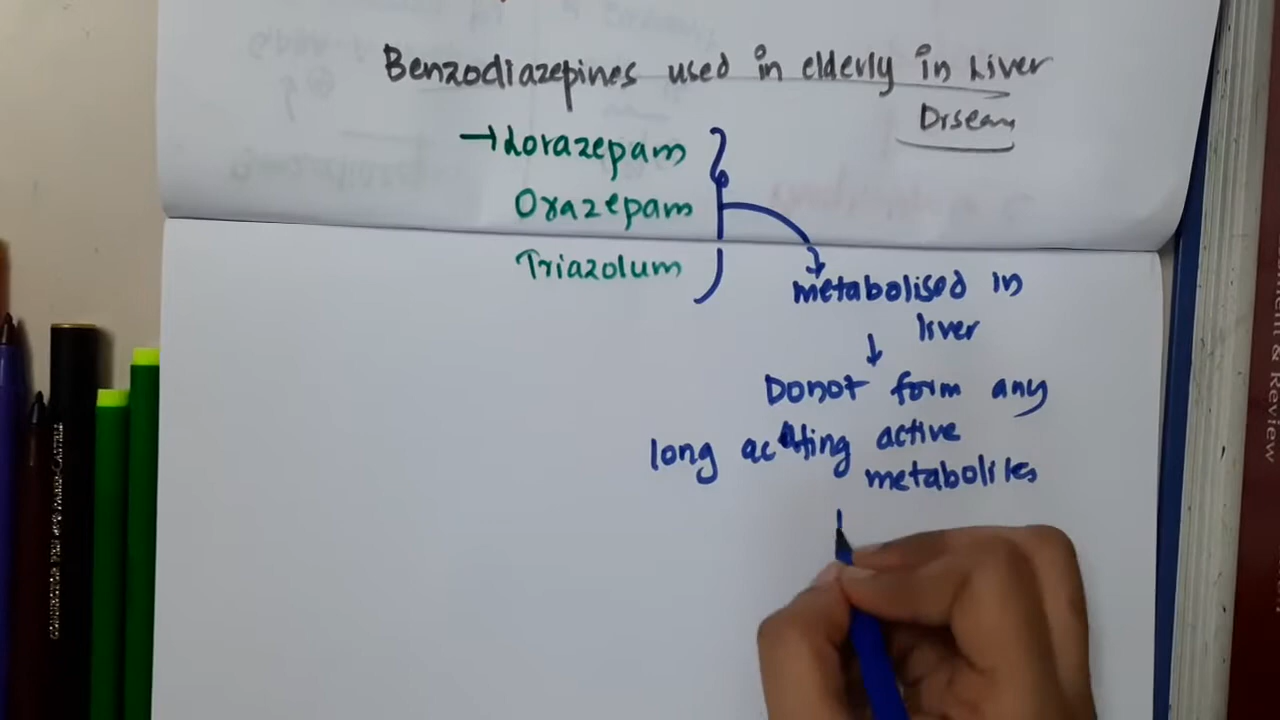 Benzodiazepines used in elderly in Liver
Disease
→Lorazepam
Oxazepam
Triazolum
metabolised in
liver
Donot form any
long acting active
metabolites
& Review